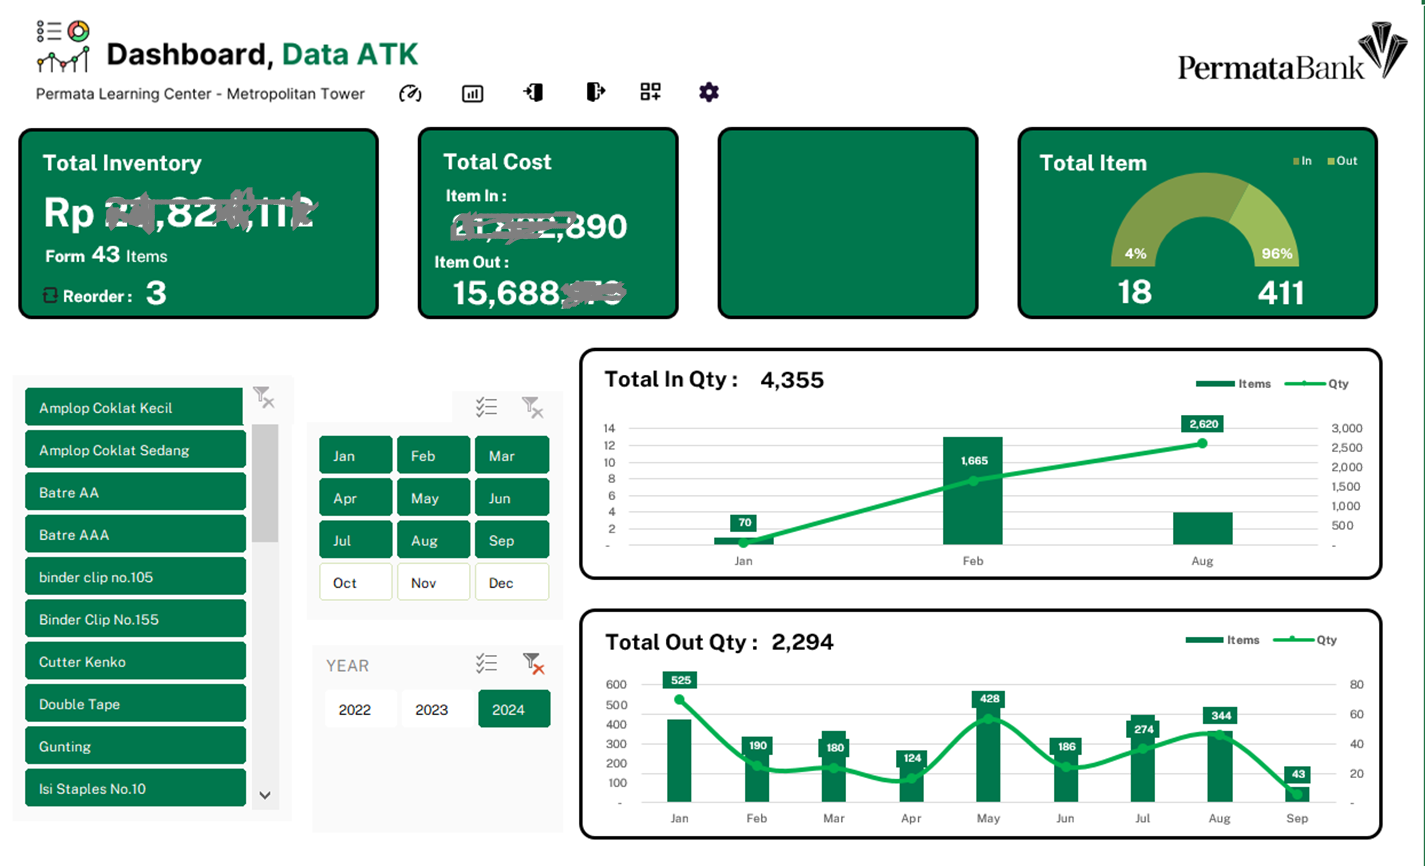 Dashboard, Data ATK
PermataBank
Permata Learning Center - Metropolitan Tower
Total Inventory
Rp
Form 43 Items
Reorder : 3
Total Cost
Item In :
890
Item Out :
15,688,
Total Item
In Out
4% 96%
18 411
Amplop Coklat Kecil
Amplop Coklat Sedang
Batre AA
Batre AAA
binder clip no.105
Binder Clip No.155
Cutter Kenko
Double Tape
Gunting
Isi Staples No.10
Jan Feb Mar
Apr May Jun
Jul Aug Sep
Oct Nov Dec
YEAR
2022 2023 2024
Total In Qty : 4,355
Items Qty
14
12
10
8
6
4
2
-
70 1,665 2,620
3,000
2,500
2,000
1,500
1,000
500
-
Jan Feb Aug
Total Out Qty : 2,294
Items Qty
600
500
400
300
200
100
-
525 190 180 124 428 186 274 344 43
80
60
40
20
-
Jan Feb Mar Apr May Jun Jul Aug Sep